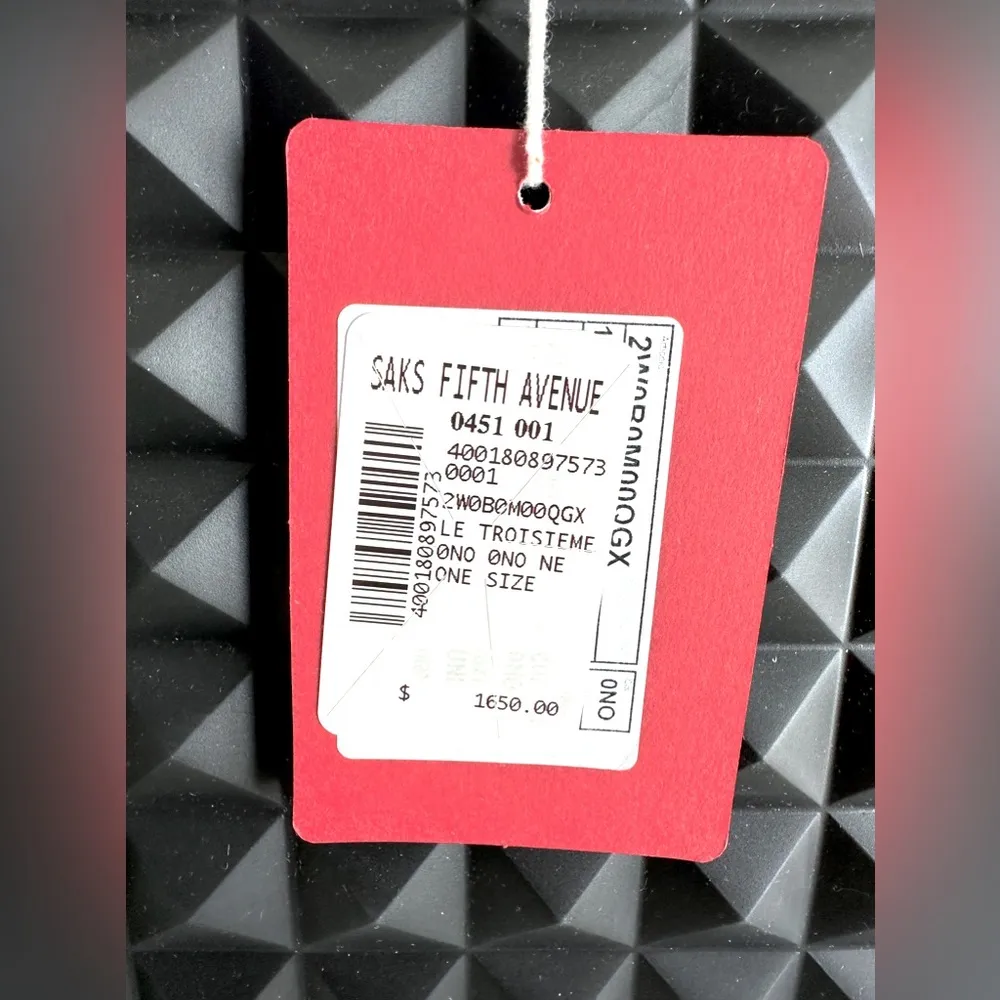 SAKS FIFTH AVENUE
0451 001
400180897573
0001
2W0B0M00QGX
LE TROISIEME
0NO 0NO NE
ONE SIZE
$ 1650.00
400180897573
1
2W0B0M00QGX
0NO